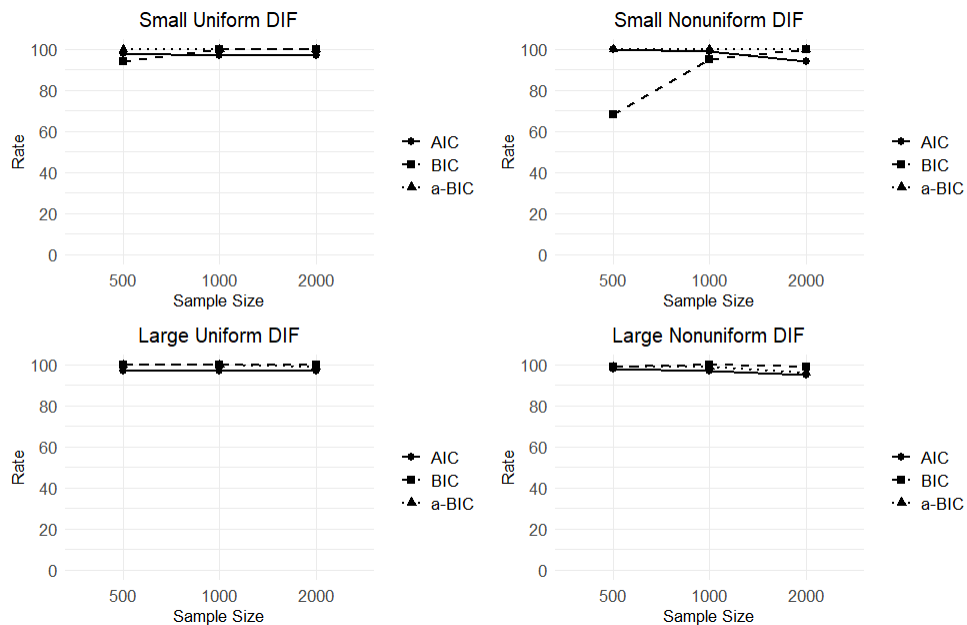 Small Uniform DIF
100
80
60
40
20
0
Rate
500 1000 2000
Sample Size
AIC
BIC
a-BIC
Small Nonuniform DIF
100
80
60
40
20
0
Rate
500 1000 2000
Sample Size
AIC
BIC
a-BIC
Large Uniform DIF
100
80
60
40
20
0
Rate
500 1000 2000
Sample Size
AIC
BIC
a-BIC
Large Nonuniform DIF
100
80
60
40
20
0
Rate
500 1000 2000
Sample Size
AIC
BIC
a-BIC